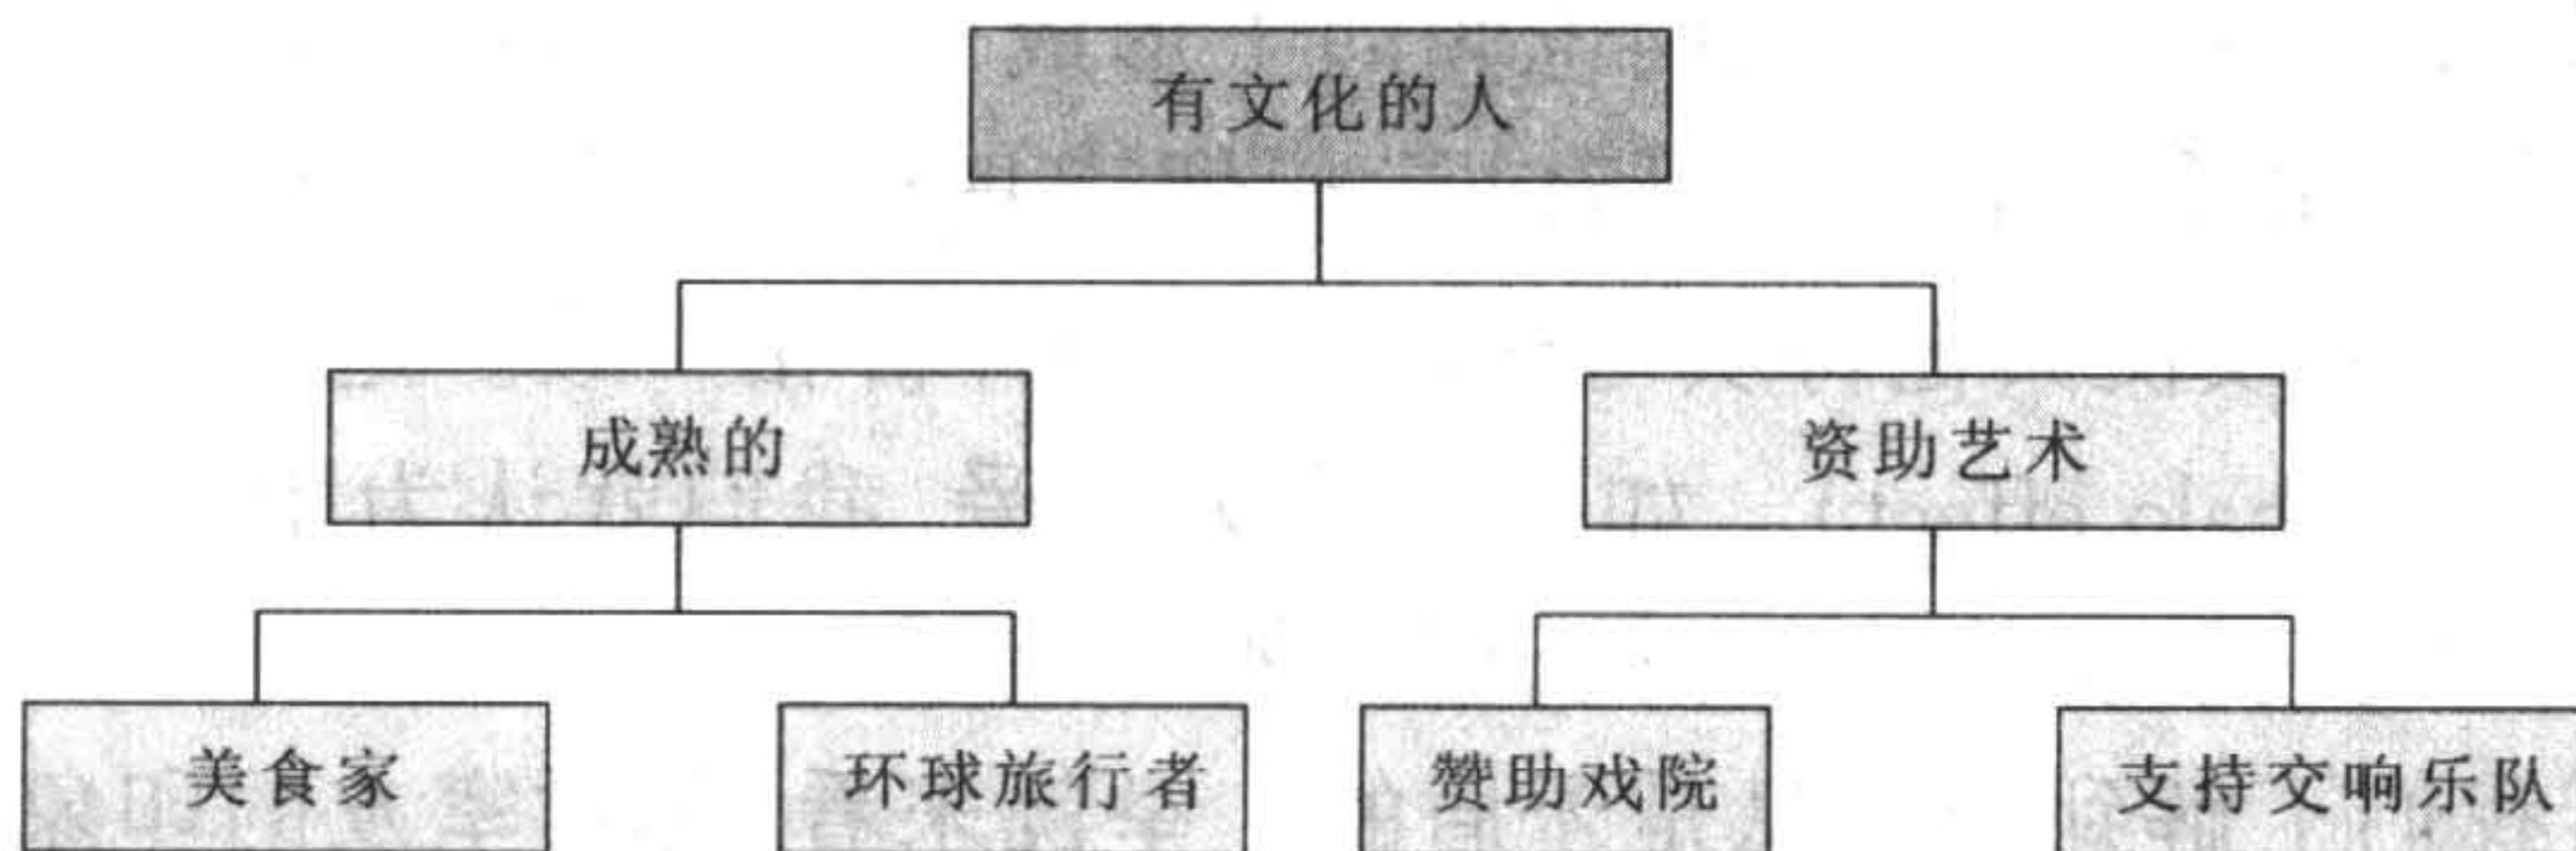 有文化的人
成熟的
资助艺术
美食家
环球旅行者
赞助戏院
支持交响乐队